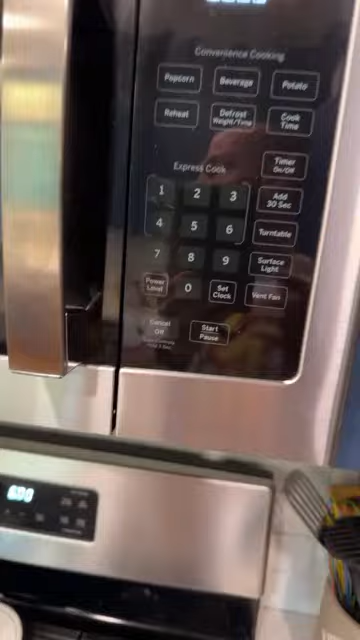 Convenience Cooking
Popcorn Beverage Potato
Reheat Defrost Weight/Time Cook Time
Express Cook
Timer On/Off
1 2 3
Add 30 Sec
4 5 6
Turntable
7 8 9
Surface Light
Power Level 0 Set Clock Vent Fan
Cancel Off
Start Pause